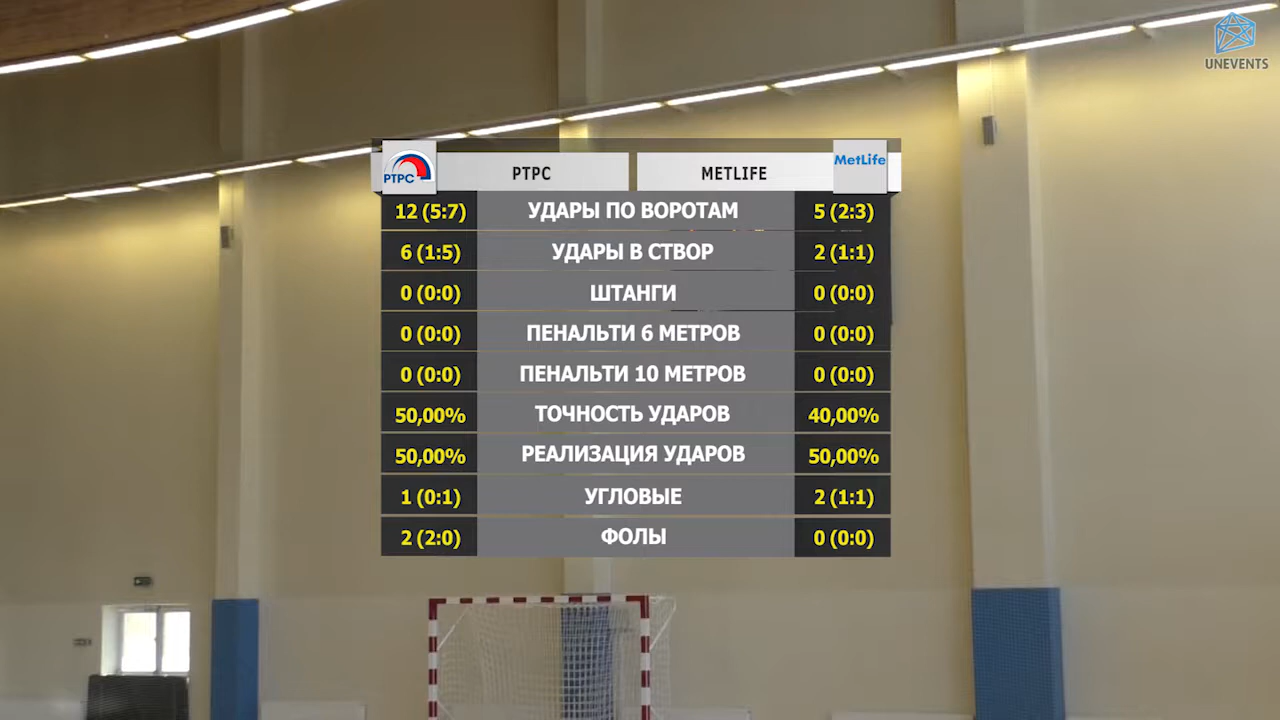 UNEVENTS
РТРС
РТРС
METLIFE
MetLife
12 (5:7) УДАРЫ ПО ВОРОТАМ 5 (2:3)
6 (1:5) УДАРЫ В СТВОР 2 (1:1)
0 (0:0) ШТАНГИ 0 (0:0)
0 (0:0) ПЕНАЛЬТИ 6 МЕТРОВ 0 (0:0)
0 (0:0) ПЕНАЛЬТИ 10 МЕТРОВ 0 (0:0)
50,00% ТОЧНОСТЬ УДАРОВ 40,00%
50,00% РЕАЛИЗАЦИЯ УДАРОВ 50,00%
1 (0:1) УГЛОВЫЕ 2 (1:1)
2 (2:0) ФОЛЫ 0 (0:0)